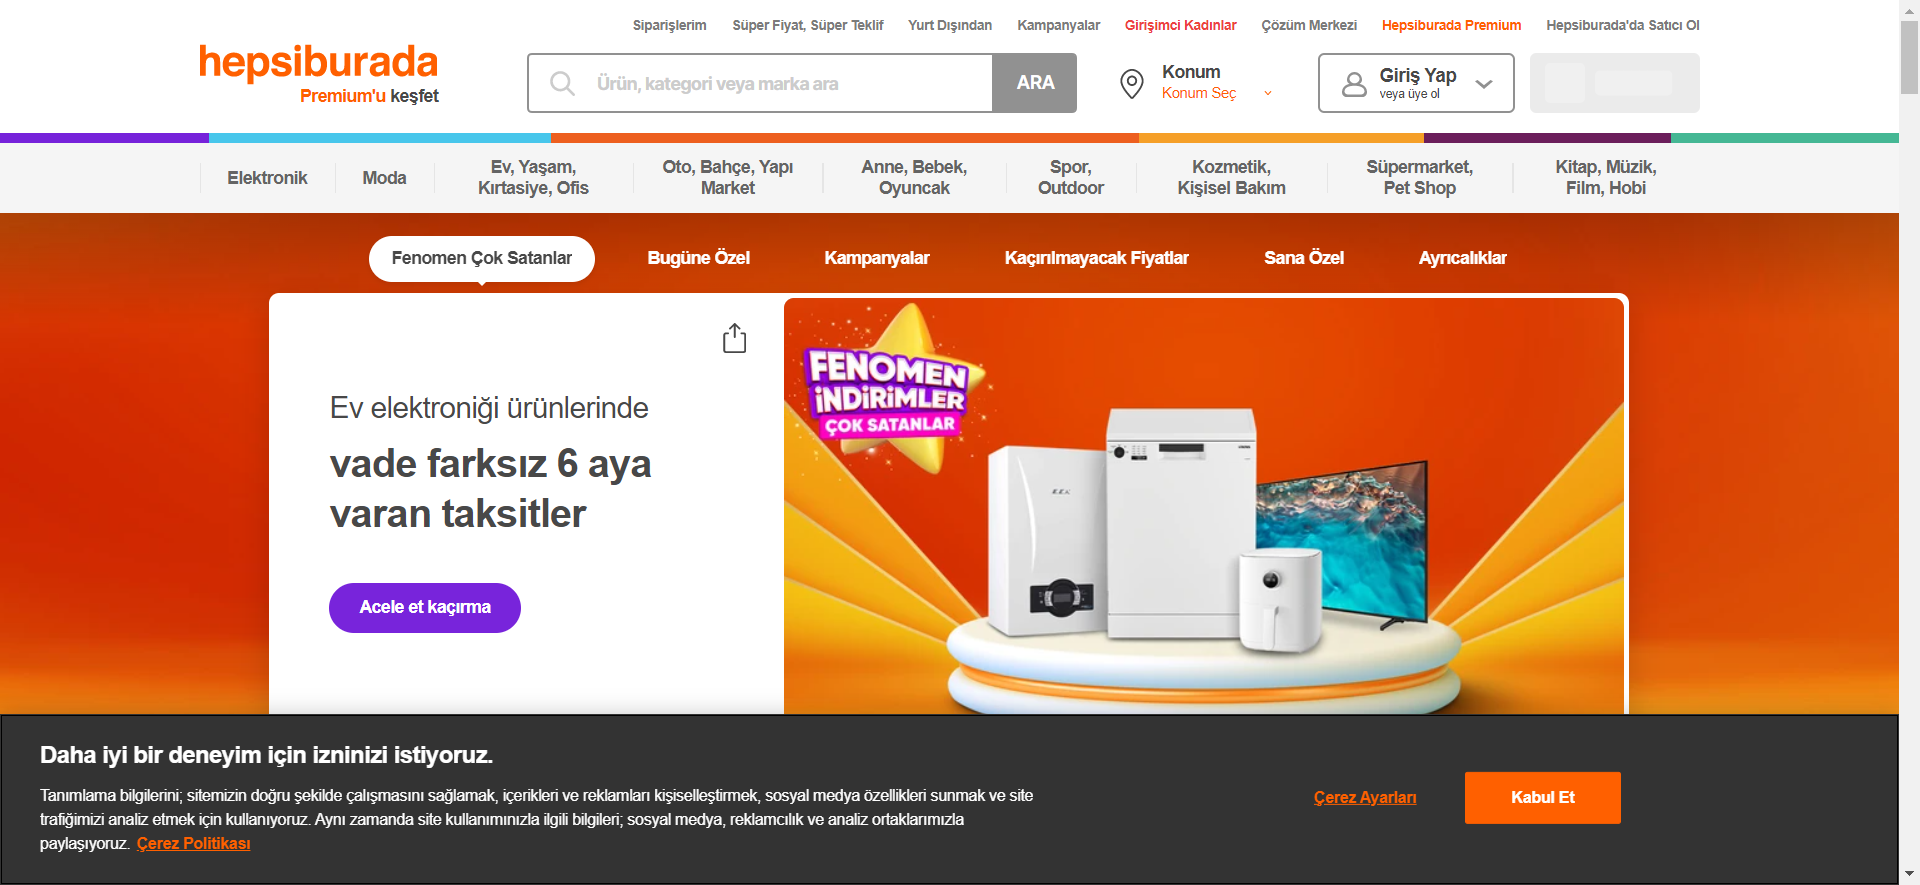 Siparişlerim Süper Fiyat, Süper Teklif Yurt Dışından Kampanyalar Girişimci Kadınlar Çözüm Merkezi Hepsiburada Premium Hepsiburada'da Satıcı Ol
hepsiburada
Premium'u keşfet
Ürün, kategori veya marka ara
ARA
Konum
Konum Seç
Giriş Yap
veya üye ol
Elektronik
Moda
Ev, Yaşam,
Kırtasiye, Ofis
Oto, Bahçe, Yapı
Market
Anne, Bebek,
Oyuncak
Spor,
Outdoor
Kozmetik,
Kişisel Bakım
Süpermarket,
Pet Shop
Kitap, Müzik,
Film, Hobi
Fenomen Çok Satanlar Bugüne Özel Kampanyalar Kaçırılmayacak Fiyatlar Sana Özel Ayrıcalıklar
Ev elektroniği ürünlerinde
vade farksız 6 aya
varan taksitler
Acele et kaçırma
FENOMEN
İNDİRİMLER
ÇOK SATANLAR
Daha iyi bir deneyim için izninizi istiyoruz.
Tanımlama bilgilerini; sitemizin doğru şekilde çalışmasını sağlamak, içerikleri ve reklamları kişiselleştirmek, sosyal medya özellikleri sunmak ve site
trafiğimizi analiz etmek için kullanıyoruz. Aynı zamanda site kullanımınızla ilgili bilgileri; sosyal medya, reklamcılık ve analiz ortaklarımızla
paylaşıyoruz. Çerez Politikası
Çerez Ayarları
Kabul Et